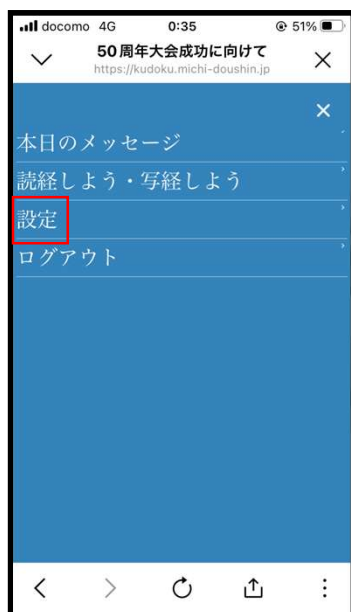 docomo 4G 0:35 51%
50周年大会成功に向けて
https://kudoku.michi-doushin.jp
本日のメッセージ
読経しよう・写経しよう
設定
ログアウト